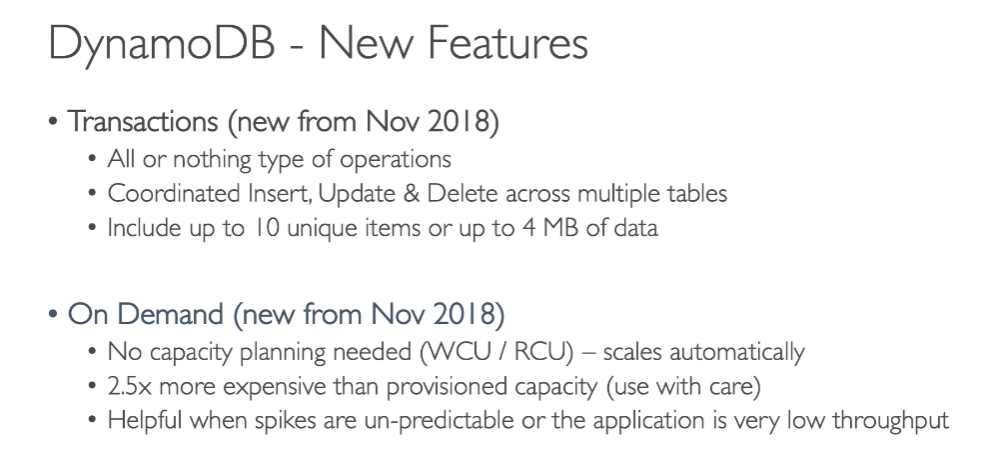 DynamoDB - New Features
• Transactions (new from Nov 2018)
• All or nothing type of operations
• Coordinated Insert, Update & Delete across multiple tables
• Include up to 10 unique items or up to 4 MB of data
• On Demand (new from Nov 2018)
• No capacity planning needed (WCU / RCU) – scales automatically
• 2.5x more expensive than provisioned capacity (use with care)
• Helpful when spikes are un-predictable or the application is very low throughput